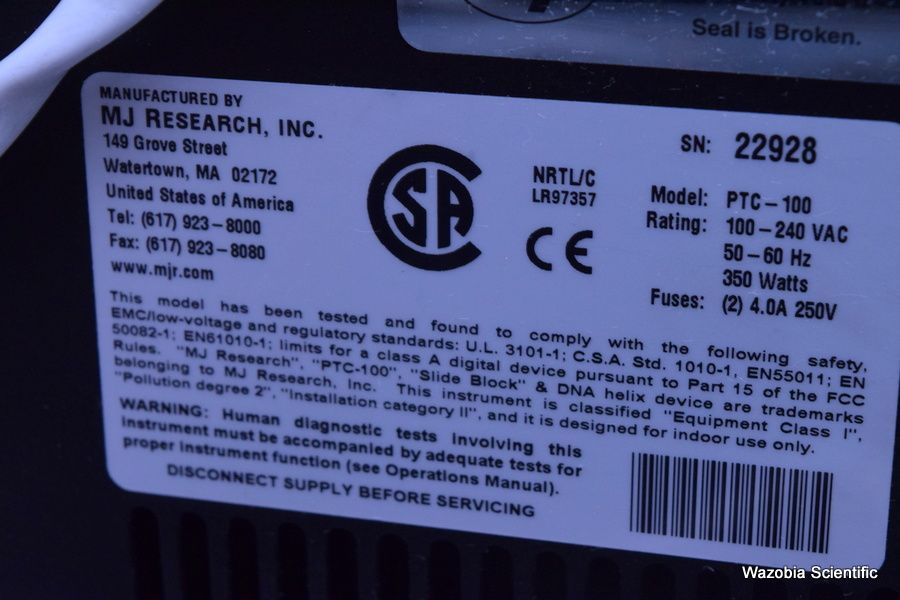 Seal is Broken.
MANUFACTURED BY
MJ RESEARCH, INC.
149 Grove Street
Watertown, MA 02172
United States of America
Tel: (617) 923-8000
Fax: (617) 923-8080
www.mjr.com
CSA
NRTL/C
LR97357
CE
SN: 22928
Model: PTC-100
Rating: 100-240 VAC
50-60 Hz
350 Watts
Fuses: (2) 4.0A 250V
This model has been tested and found to comply with the following safety,
EMC/low-voltage and regulatory standards: U.L. 3101-1; C.S.A. Std. 1010-1, EN55011; EN
50082-1; EN61010-1; limits for a class A digital device pursuant to Part 15 of the FCC
Rules. "MJ Research", "PTC-100", "Slide Block" & DNA helix device are trademarks
belonging to MJ Research, Inc. This instrument is classified "Equipment Class I",
"Pollution degree 2", "Installation category II", and it is designed for indoor use only.
WARNING: Human diagnostic tests involving this
instrument must be accompanied by adequate tests for
proper instrument function (see Operations Manual).
DISCONNECT SUPPLY BEFORE SERVICING
Wazobia Scientific